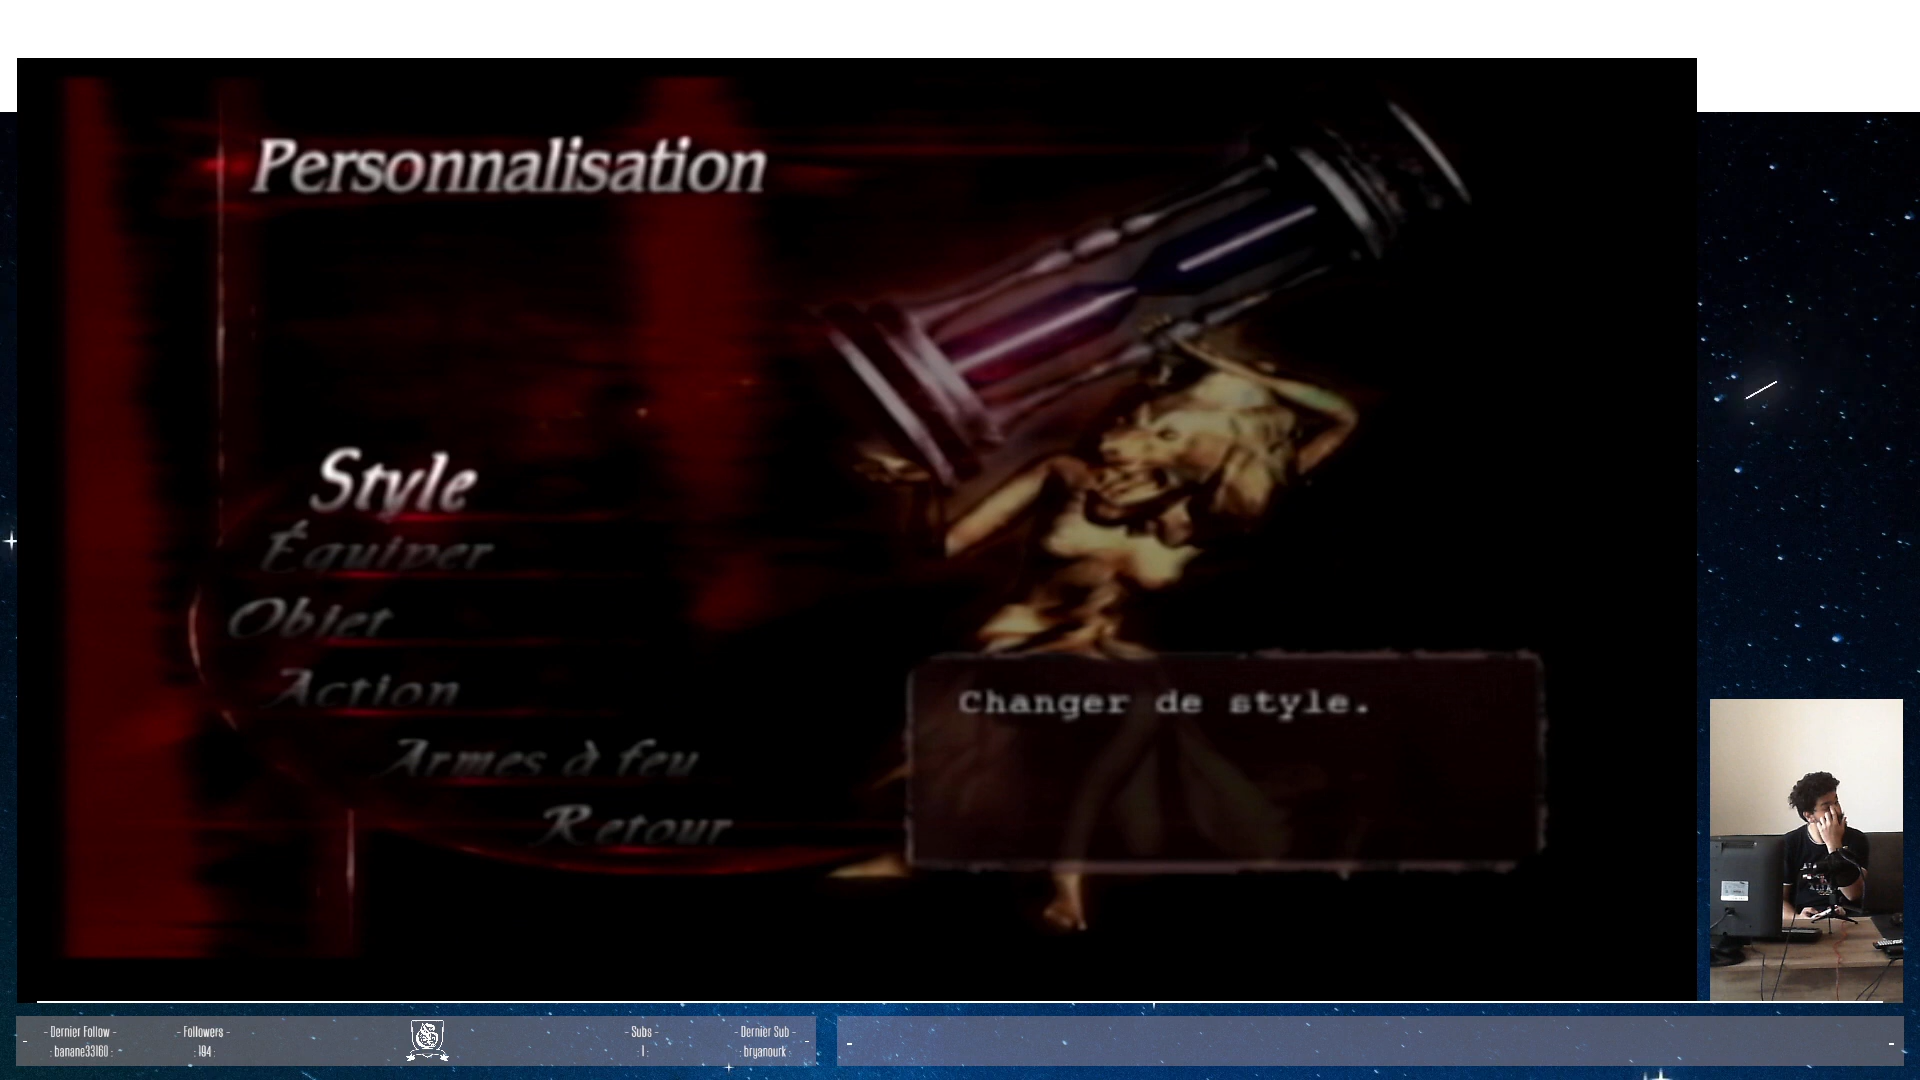 Personnalisation
Style
Équiper
Objet
Action
Armes à feu
Retour
Changer de style.
- Dernier Follow -
: banane33160 :
- Followers -
: 194 :
- Subs -
: 1 :
- Dernier Sub -
: bryanourk :